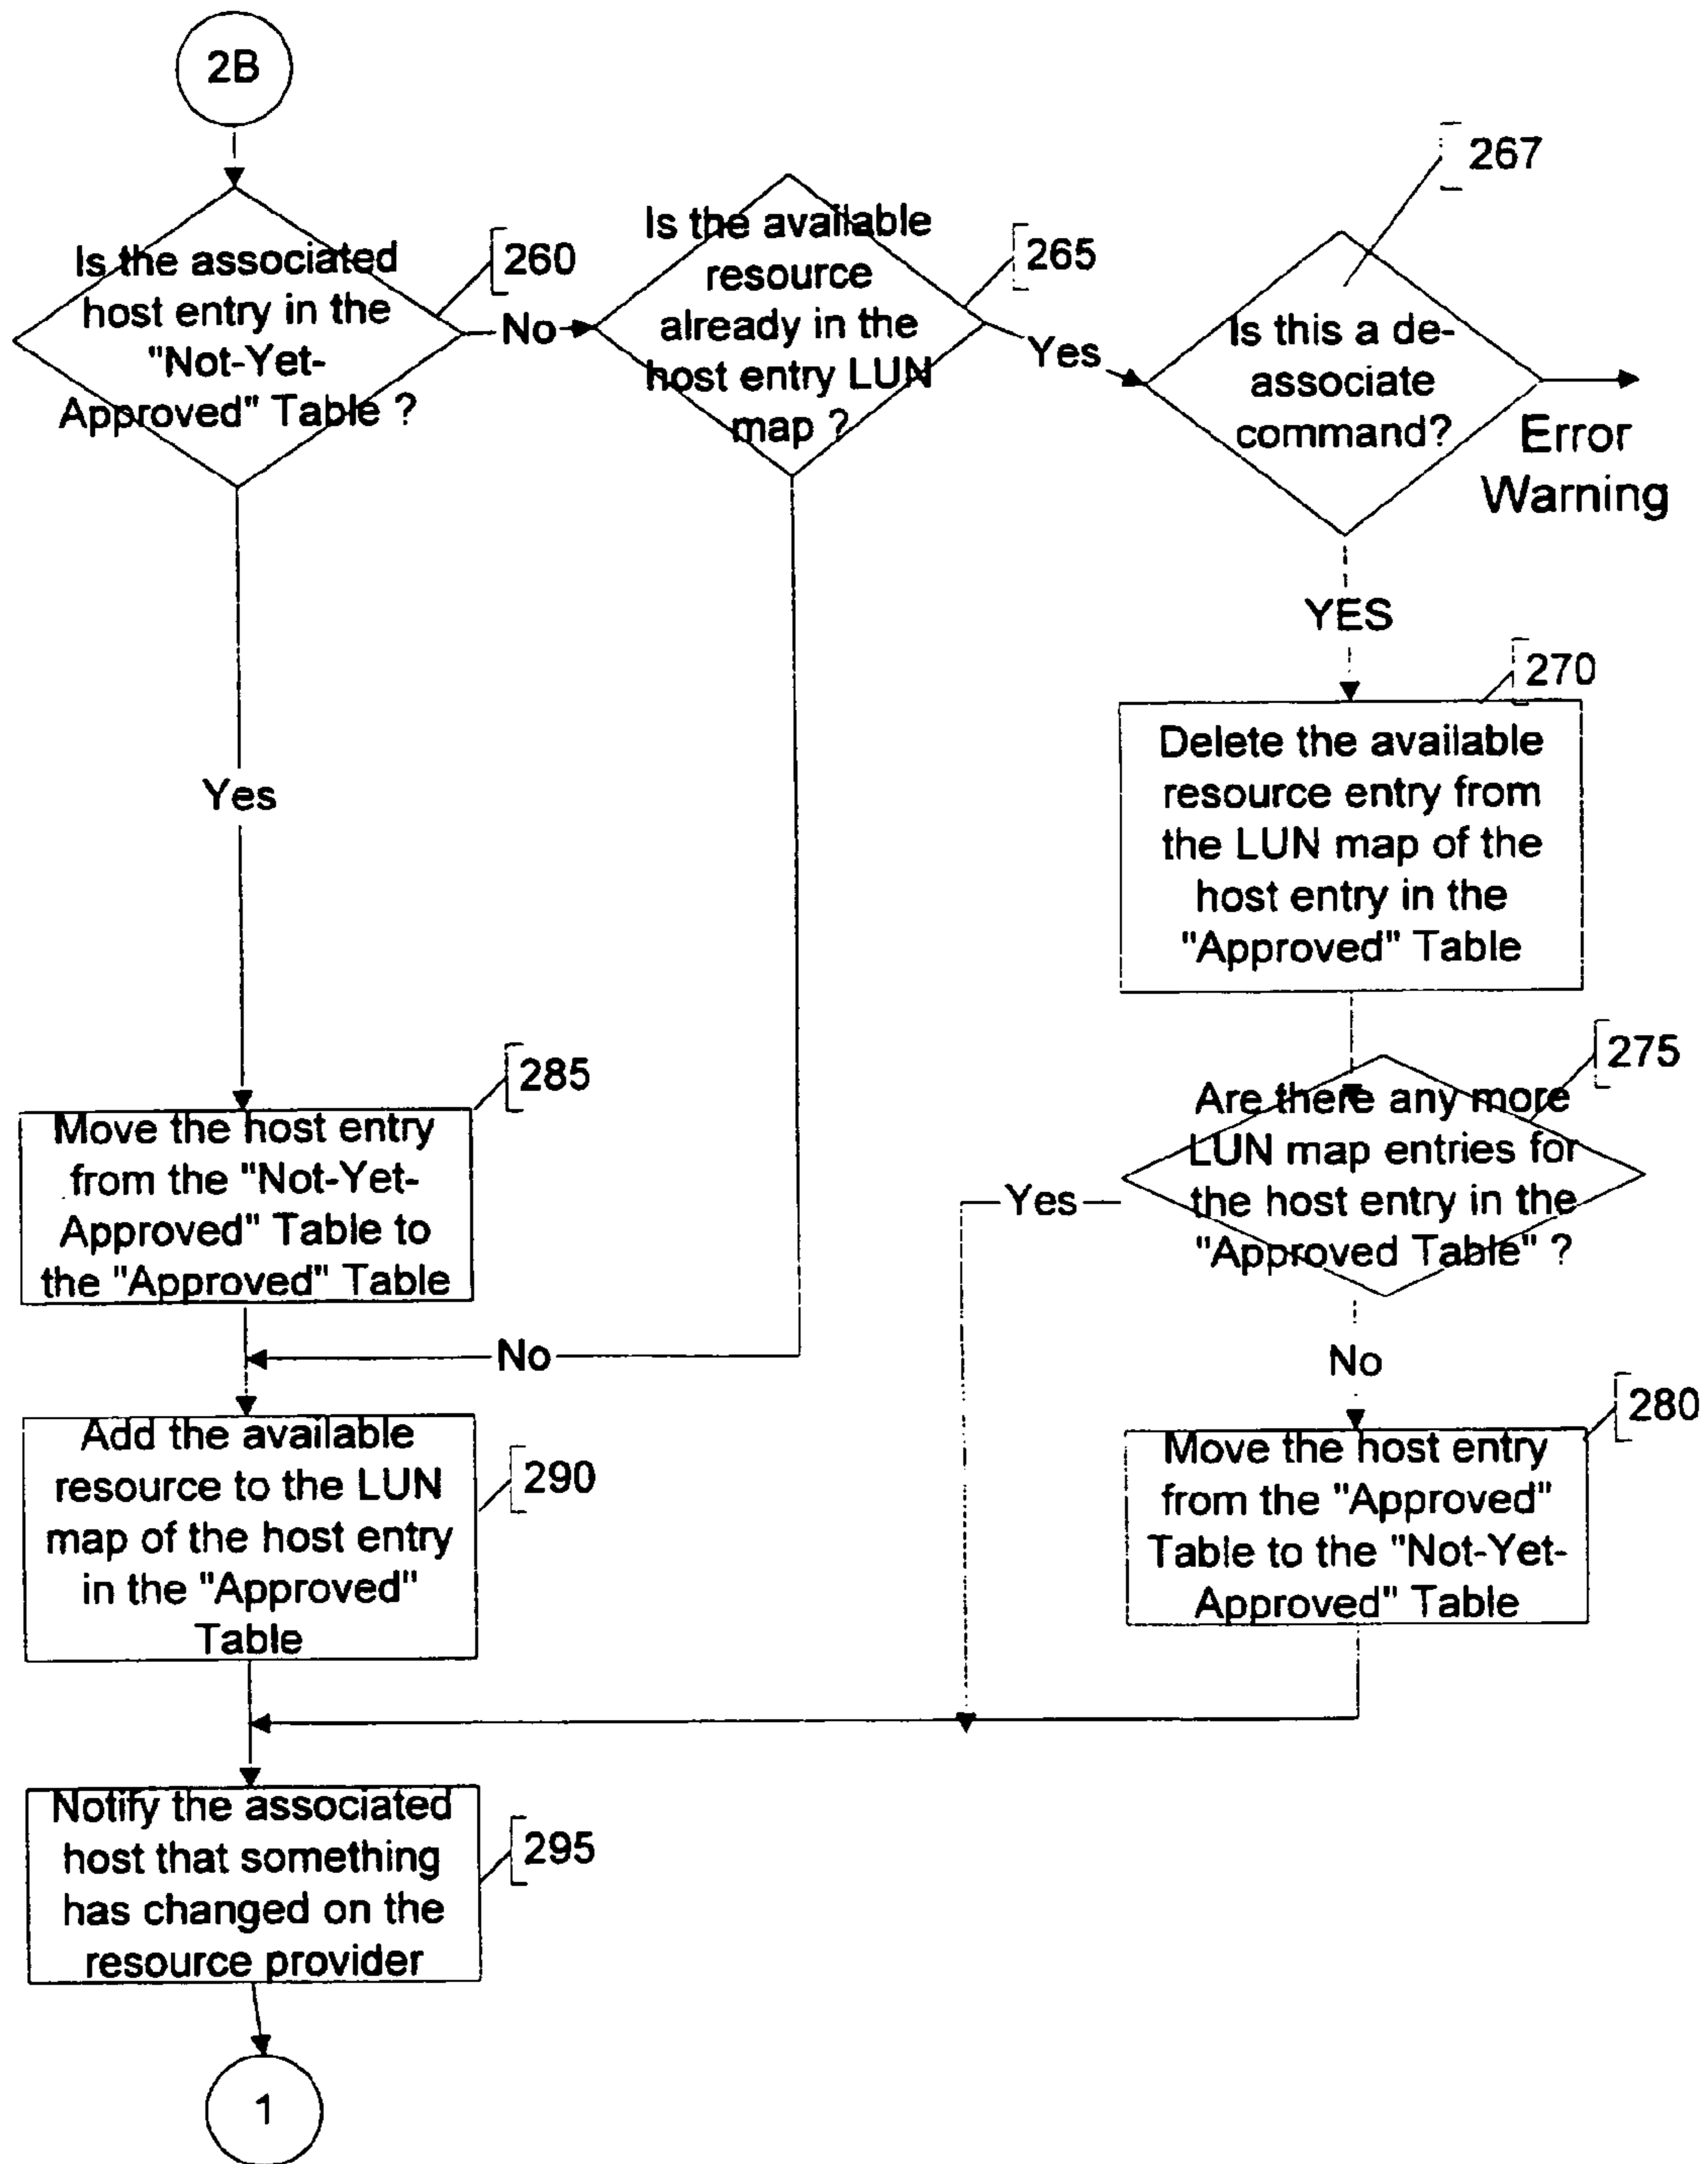 2B
Is the associated
host entry in the
"Not-Yet-
Approved" Table ?
260
No
Is the available
resource
already in the
host entry LUN
map ?
265
Yes
267
Is this a de-
associate
command?
Error
Warning
YES
270
Delete the available
resource entry from
the LUN map of the
host entry in the
"Approved" Table
275
Are there any more
LUN map entries for
the host entry in the
"Approved Table" ?
Yes
No
280
Move the host entry
from the "Approved"
Table to the "Not-Yet-
Approved" Table
Yes
285
Move the host entry
from the "Not-Yet-
Approved" Table to
the "Approved" Table
No
Add the available
resource to the LUN
map of the host entry
in the "Approved"
Table
290
Notify the associated
host that something
has changed on the
resource provider
295
1